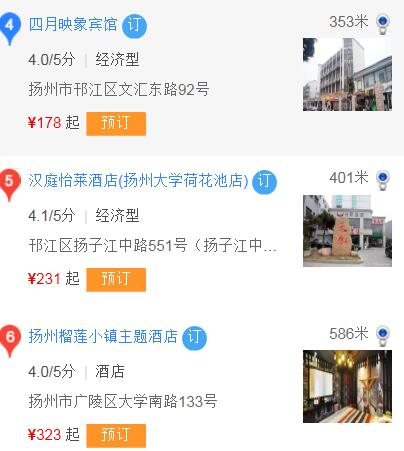 4 四月映象宾馆 订 353米
4.0/5分 | 经济型
扬州市邗江区文汇东路92号
¥178 起 预订
5 汉庭怡莱酒店(扬州大学荷花池店) 订 401米
4.1/5分 | 经济型
邗江区扬子江中路551号（扬子江中...
¥231 起 预订
6 扬州榴莲小镇主题酒店 订 586米
4.0/5分 | 酒店
扬州市广陵区大学南路133号
¥323 起 预订